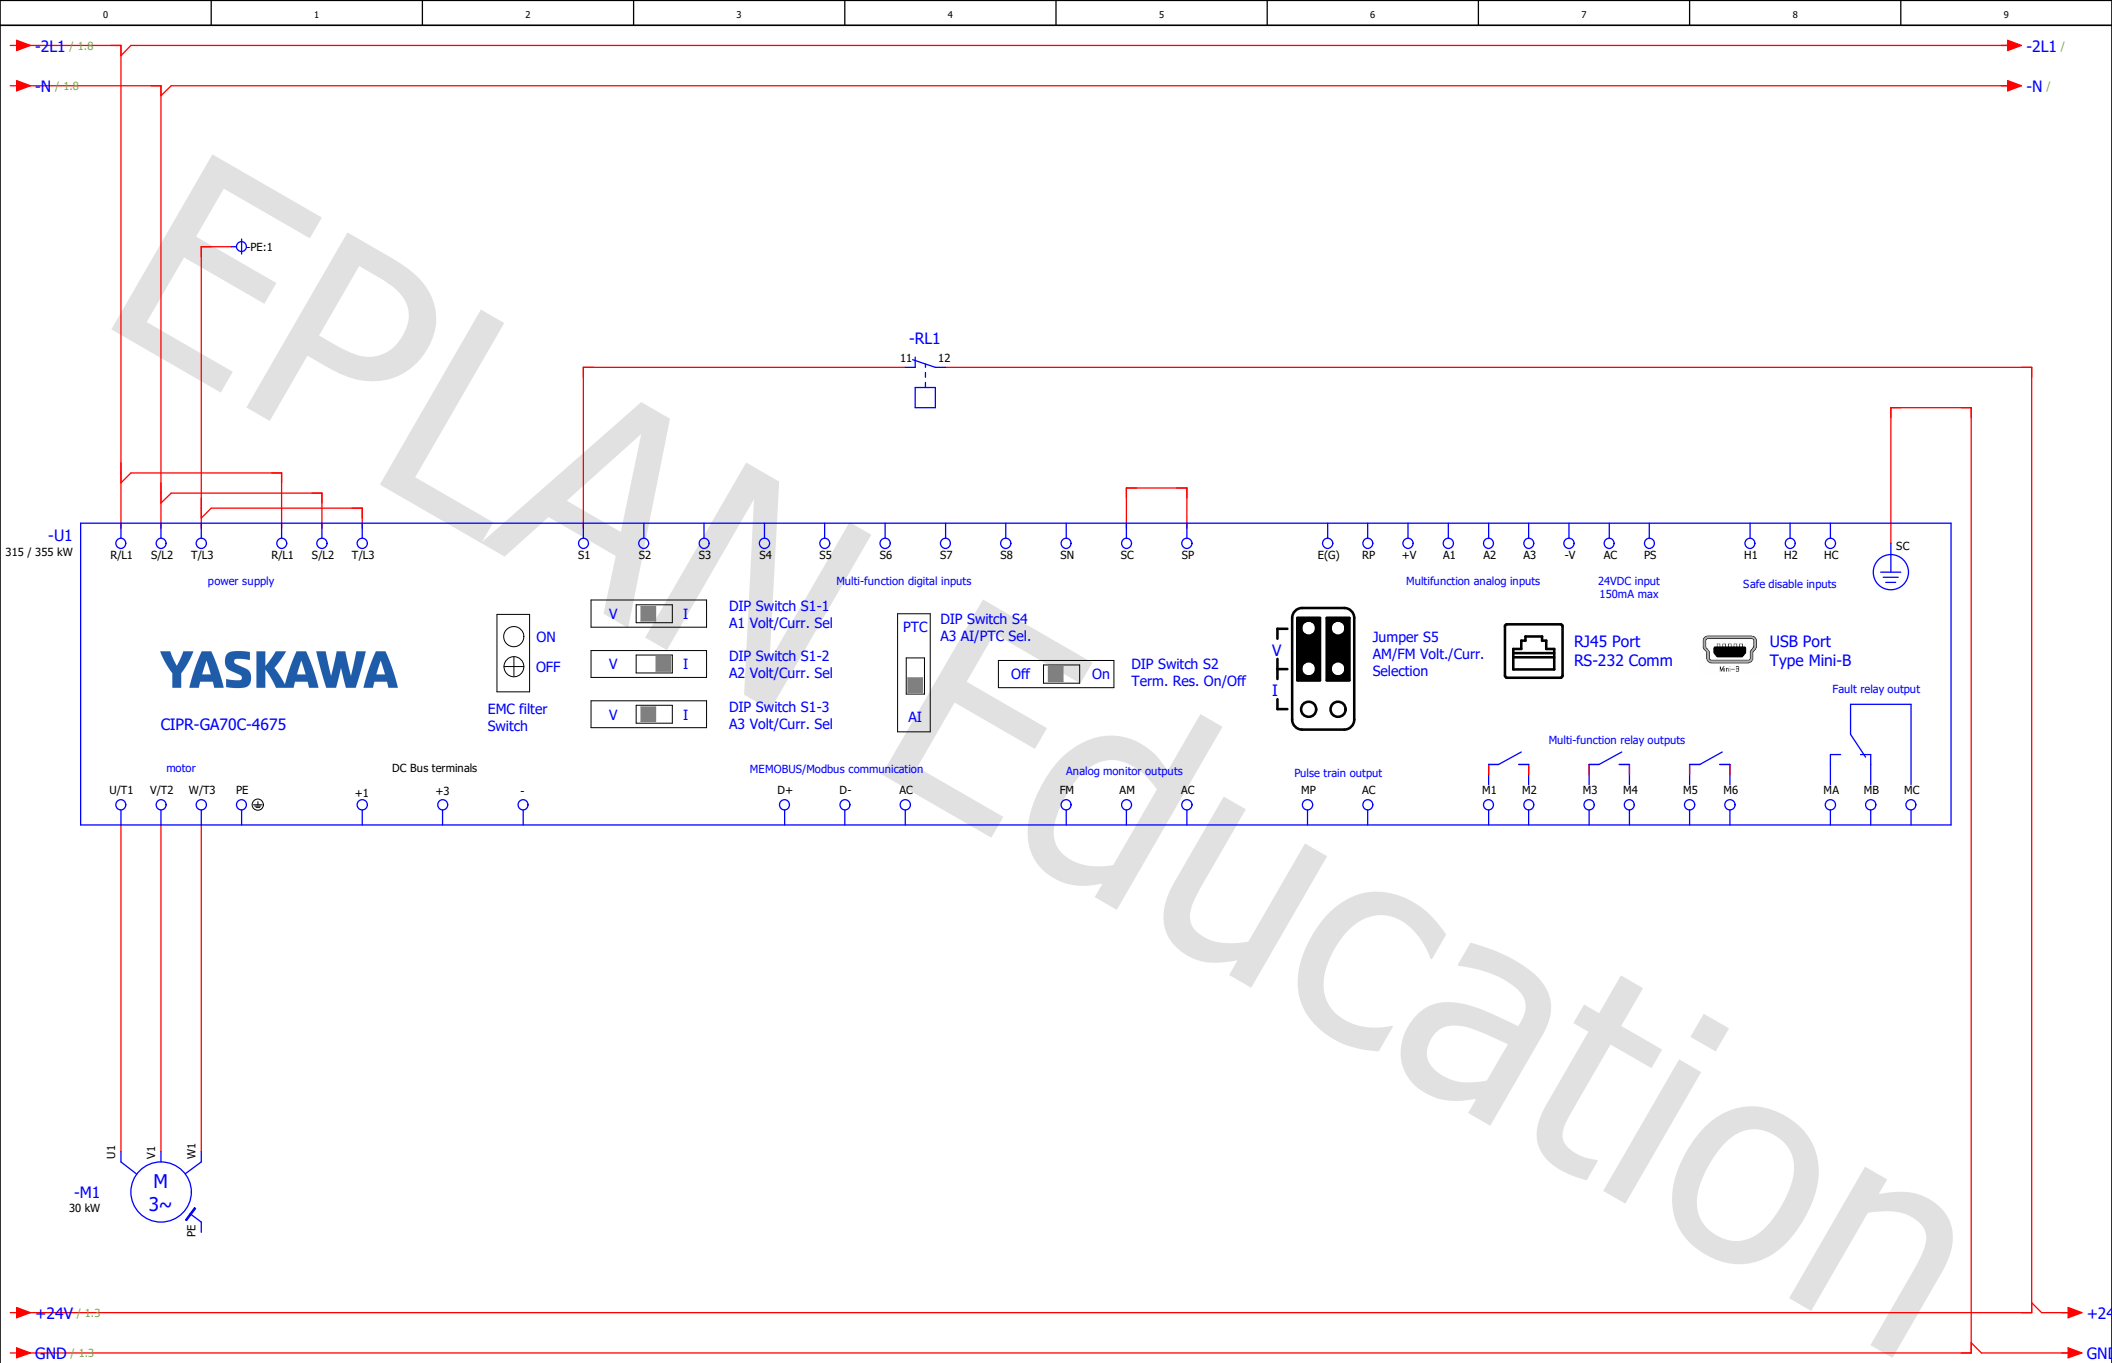 0 1 2 3 4 5 6 7 8 9
-2L1 / 1.8
-2L1 /
-N / 1.8
-N /
-PE:1
-RL1
11 12
-U1
315 / 355 kW
R/L1 S/L2 T/L3 R/L1 S/L2 T/L3 S1 S2 S3 S4 S5 S6 S7 S8 SN SC SP E(G) RP +V A1 A2 A3 -V AC PS H1 H2 HC SC
power supply
Multi-function digital inputs
Multifunction analog inputs
24VDC input
150mA max
Safe disable inputs
YASKAWA
CIPR-GA70C-4675
ON
OFF
EMC filter
Switch
V I
DIP Switch S1-1
A1 Volt/Curr. Sel
V I
DIP Switch S1-2
A2 Volt/Curr. Sel
V I
DIP Switch S1-3
A3 Volt/Curr. Sel
PTC
AI
DIP Switch S4
A3 AI/PTC Sel.
Off On
DIP Switch S2
Term. Res. On/Off
V
I
Jumper S5
AM/FM Volt./Curr.
Selection
RJ45 Port
RS-232 Comm
Mini-B
USB Port
Type Mini-B
Fault relay output
Multi-function relay outputs
motor
DC Bus terminals
MEMOBUS/Modbus communication
Analog monitor outputs
Pulse train output
U/T1 V/T2 W/T3 PE +1 +3 - D+ D- AC FM AM AC MP AC M1 M2 M3 M4 M5 M6 MA MB MC
U1 V1 W1
-M1
30 kW
M
3~
PE
+24V / 1.3
+24
GND / 1.3
GND
EPLAN Education